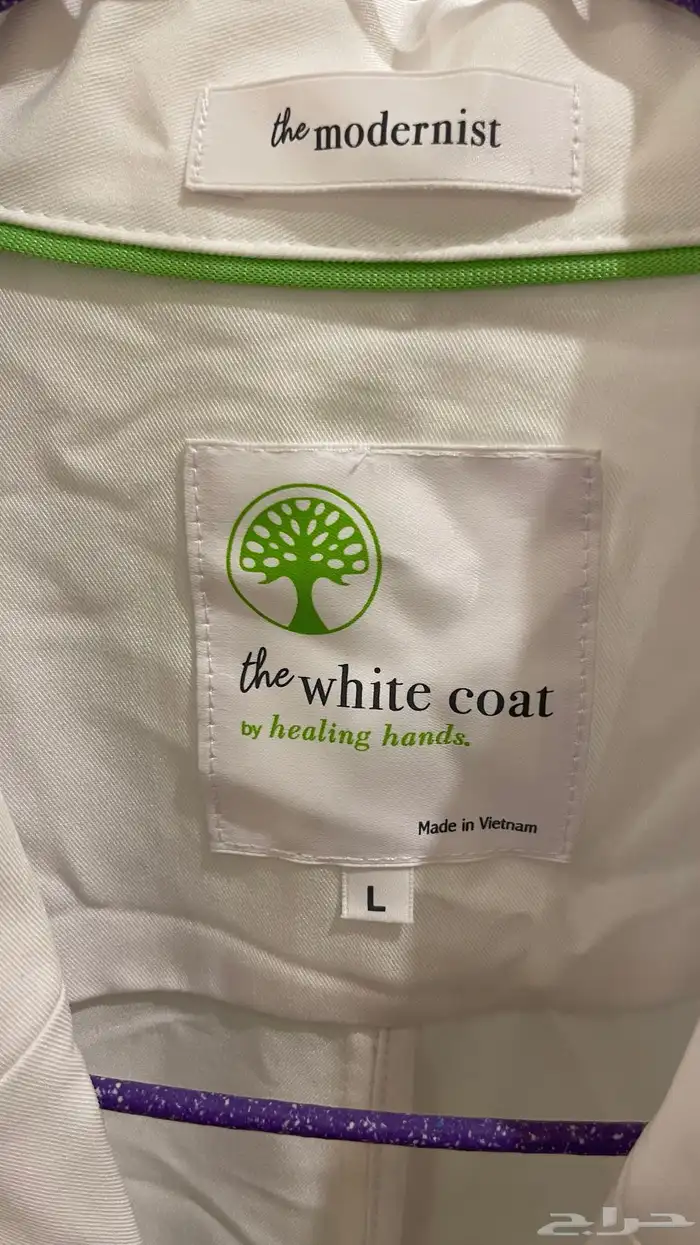 the modernist
the white coat
by healing hands.
Made in Vietnam
L
حراج